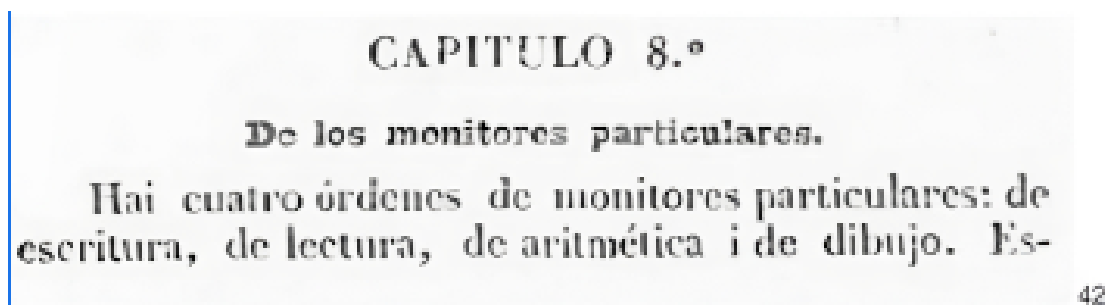 CAPITULO 8.º
De los monitores particulares.
Hai cuatro órdenes de monitores particulares: de
escritura, de lectura, de aritmética i de dibujo. Es-
42